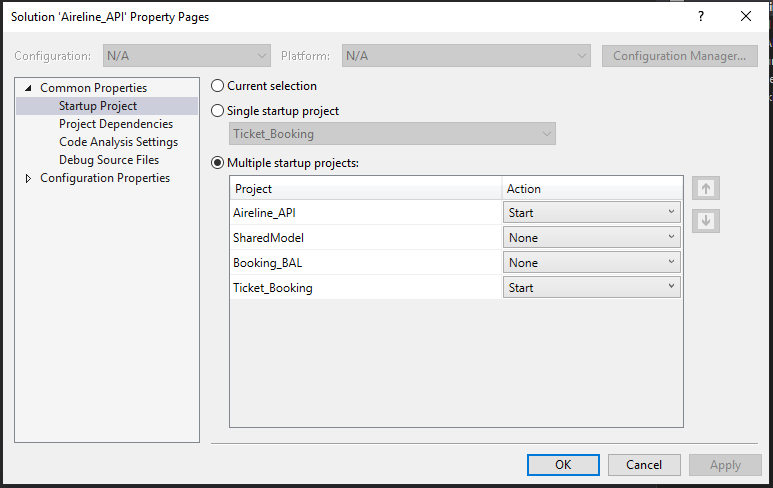 Solution 'Aireline_API' Property Pages
?
Configuration: N/A Platform: N/A Configuration Manager...
Common Properties
Startup Project
Project Dependencies
Code Analysis Settings
Debug Source Files
Configuration Properties
Current selection
Single startup project
Ticket_Booking
Multiple startup projects:
Project Action
Aireline_API Start
SharedModel None
Booking_BAL None
Ticket_Booking Start
OK Cancel Apply